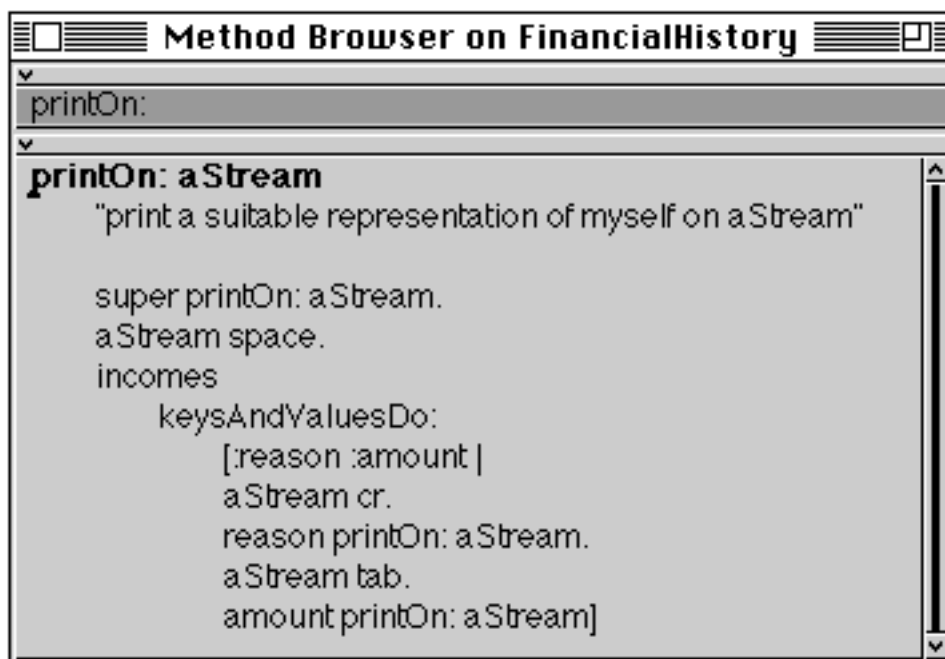 Method Browser on FinancialHistory
printOn:
printOn: aStream
"print a suitable representation of myself on aStream"
super printOn: aStream.
aStream space.
incomes
keysAndValuesDo:
[:reason :amount |
aStream cr.
reason printOn: aStream.
aStream tab.
amount printOn: aStream]